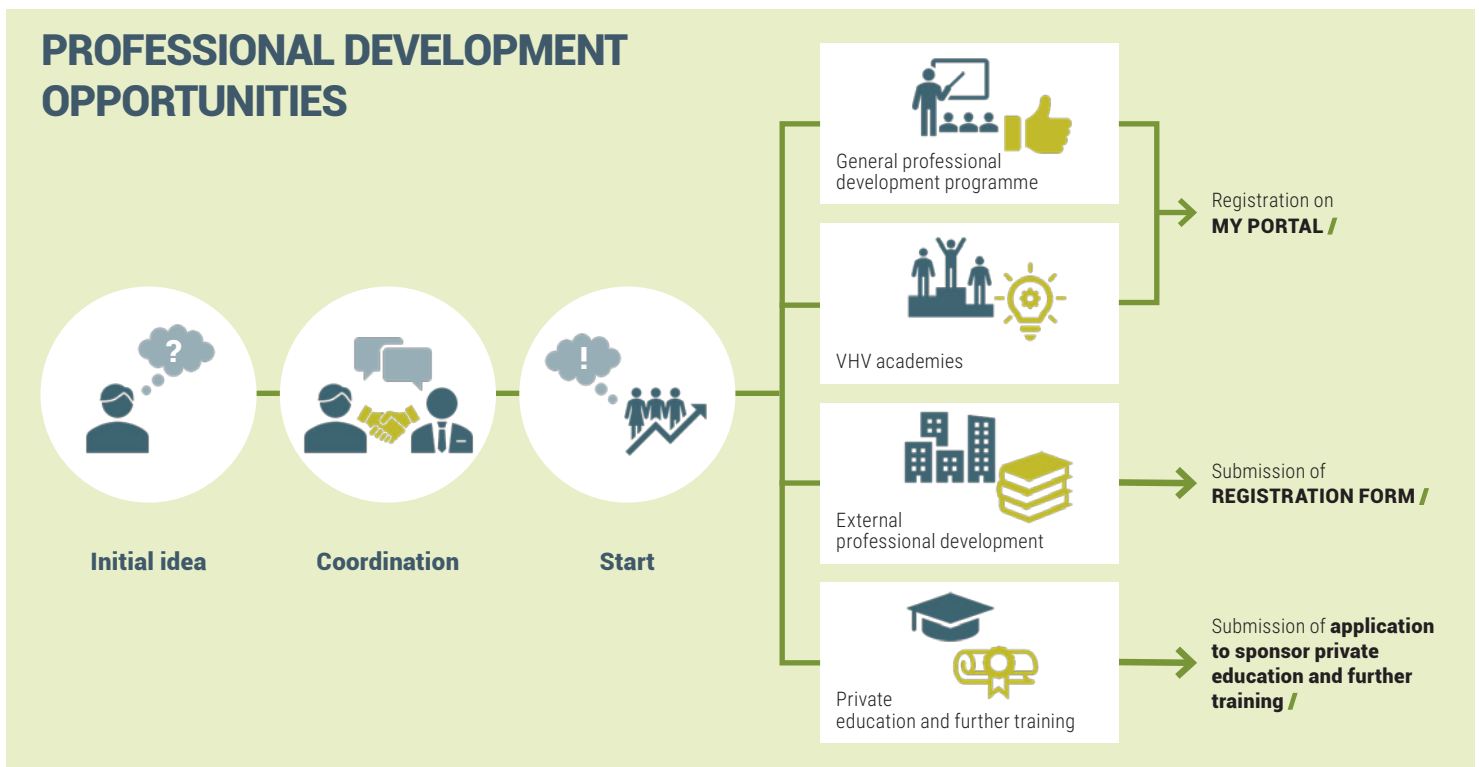 PROFESSIONAL DEVELOPMENT
OPPORTUNITIES
?
Initial idea
Coordination
!
Start
General professional
development programme
VHV academies
External
professional development
Private
education and further training
Registration on
MY PORTAL /
Submission of
REGISTRATION FORM /
Submission of application
to sponsor private
education and further
training /